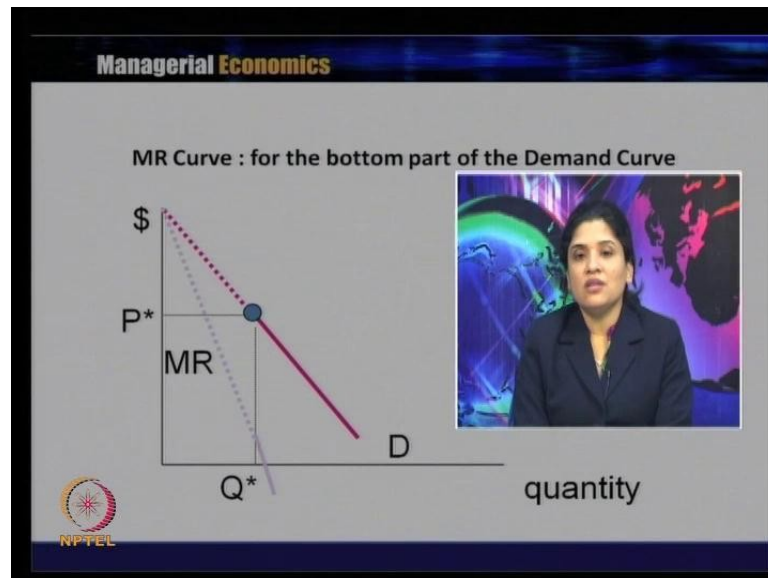 Managerial Economics
MR Curve : for the bottom part of the Demand Curve
$
P*
MR
D
Q*
quantity
NPTEL